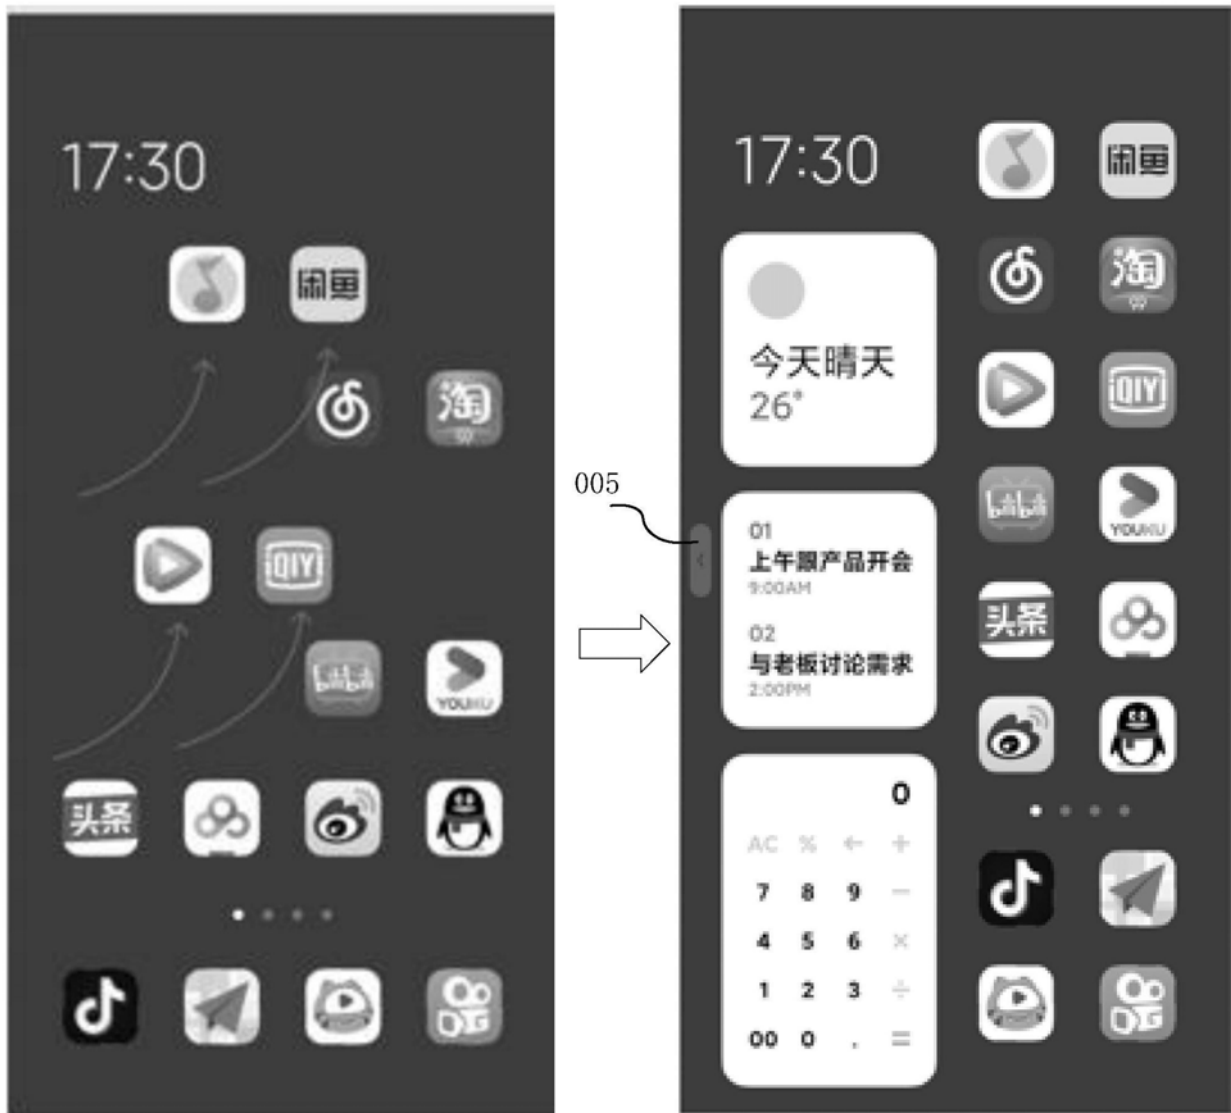 17:30
闲鱼
淘
QIY
bilibili
YOUKU
头条
005
17:30
闲鱼
淘
今天晴天
26°
QIY
bilibili
YOUKU
01
上午跟产品开会
9:00AM
02
与老板讨论需求
2:00PM
头条
0
AC % ← +
7 8 9 −
4 5 6 ×
1 2 3 ÷
00 0 . =